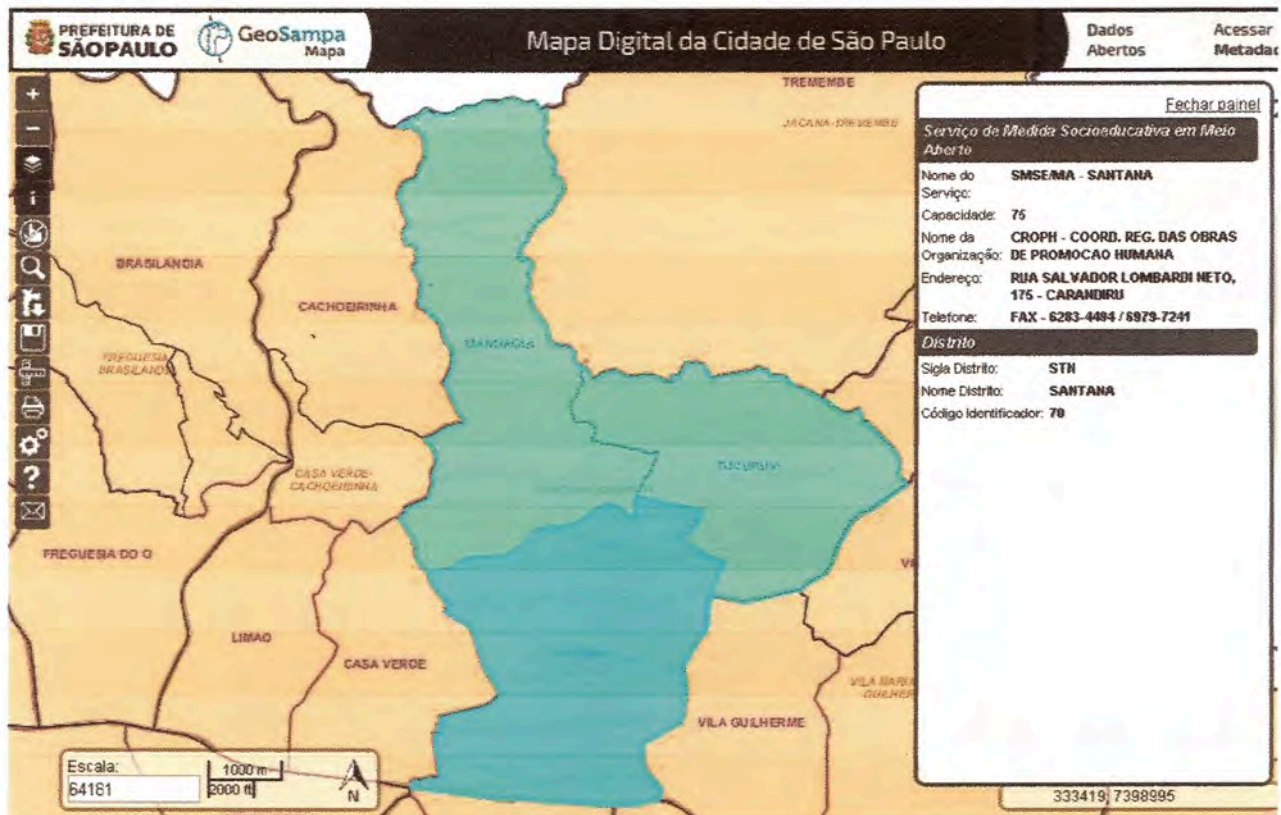 PREFEITURA DE
SÃO PAULO
GeoSampa
Mapa
Mapa Digital da Cidade de São Paulo
Dados
Abertos
Acessar
Fechar painel
Serviço de Medida Socioeducativa em Meio
Aberto
Nome do
Serviço:
SMSE/MA - SANTANA
Capacidade: 75
Nome da
Organização:
CROPH - COORD. REG. DAS OBRAS
DE PROMOCAO HUMANA
Endereço:
RUA SALVADOR LOMBARDI NETO,
175 - CARANDIRU
Telefone: FAX - 6283-4494 / 6979-7241
Distrito
Sigla Distrito: STN
Nome Distrito: SANTANA
Código Identificador: 70
TREMEMBE
JACANA-TREMEMBE
BRASILANDIA
CACHOEIRINHA
MANDAQUI
FREGUESIA
BRASILANDIA
CASA VERDE-
CACHOEIRINHA
TUCURUVI
FREGUESIA DO O
LIMAO
CASA VERDE
VILA GUILHERME
Escala:
64181
1000 m
2000 ft
N
333419, 7398995